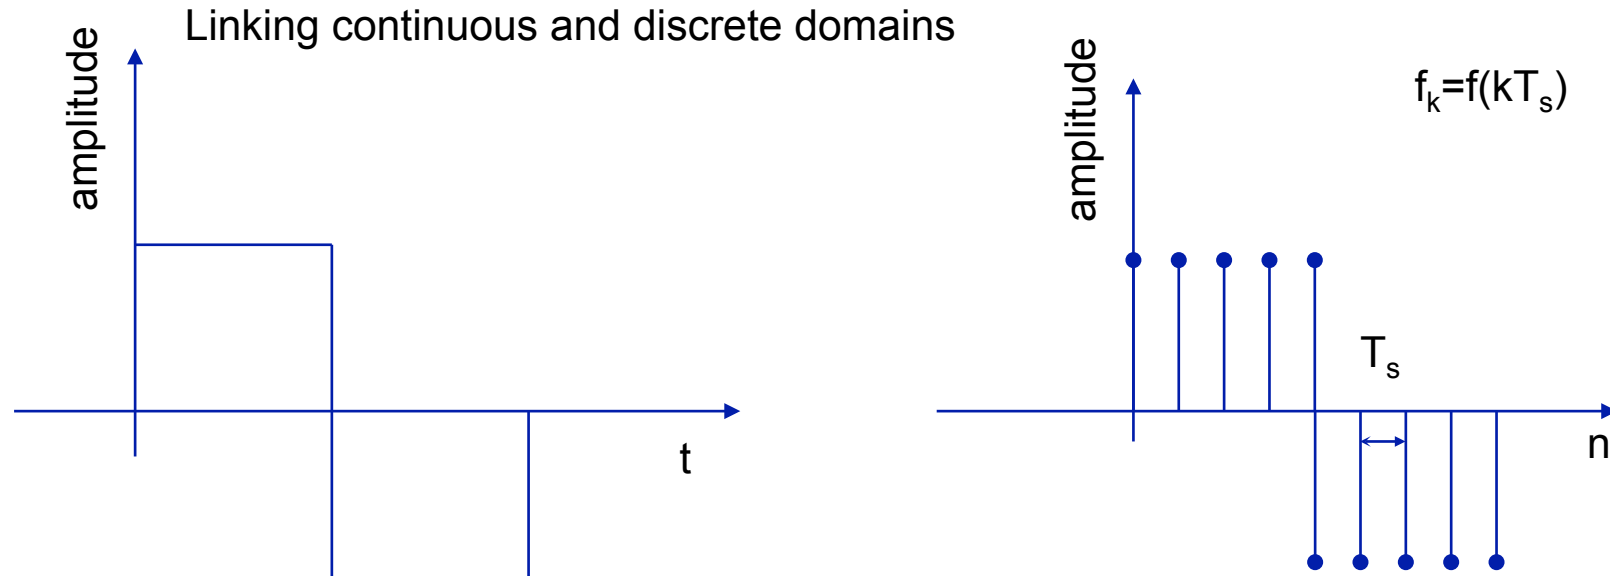 Linking continuous and discrete domains
amplitude
t
amplitude
fₖ=f(kTₛ)
Tₛ
n